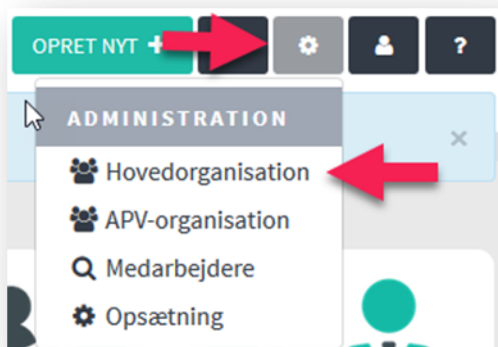 OPRET NYT +
?
ADMINISTRATION
×
Hovedorganisation
APV-organisation
Medarbejdere
Opsætning